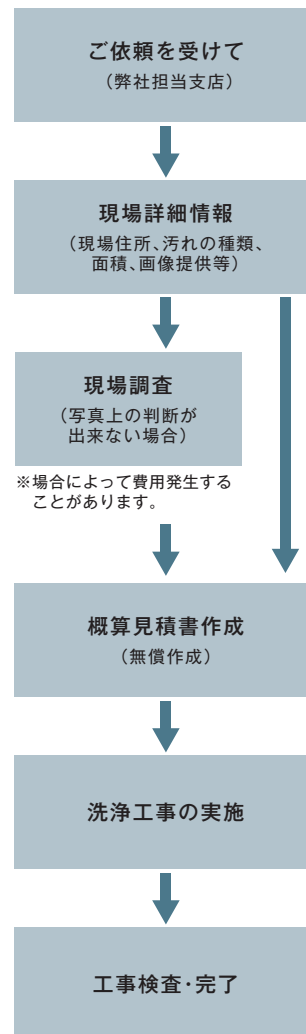 ご依頼を受けて
（弊社担当支店）
現場詳細情報
（現場住所、汚れの種類、
面積、画像提供等）
現場調査
（写真上の判断が
出来ない場合）
※場合によって費用発生する
ことがあります。
概算見積書作成
（無償作成）
洗浄工事の実施
工事検査・完了